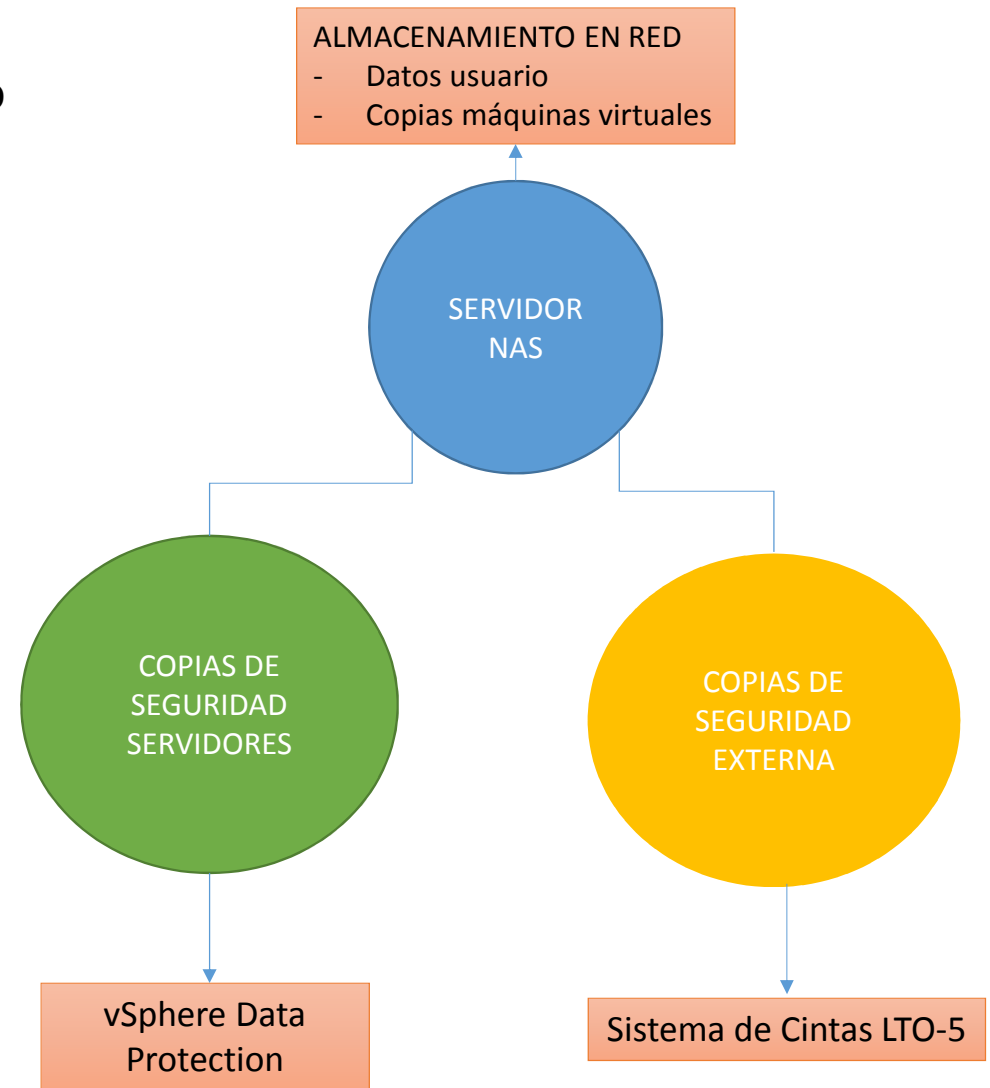 ALMACENAMIENTO EN RED
- Datos usuario
- Copias máquinas virtuales
SERVIDOR
NAS
COPIAS DE
SEGURIDAD
SERVIDORES
COPIAS DE
SEGURIDAD
EXTERNA
vSphere Data
Protection
Sistema de Cintas LTO-5